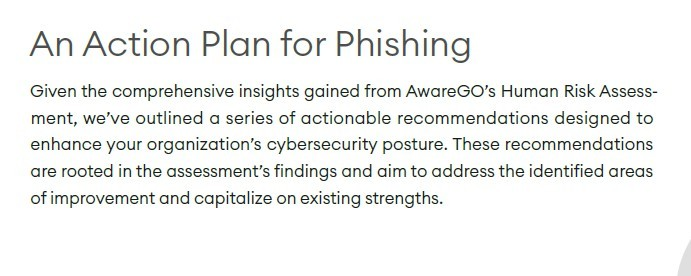 An Action Plan for Phishing
Given the comprehensive insights gained from AwareGO's Human Risk Assess-
ment, we've outlined a series of actionable recommendations designed to
enhance your organization's cybersecurity posture. These recommendations
are rooted in the assessment's findings and aim to address the identified areas
of improvement and capitalize on existing strengths.